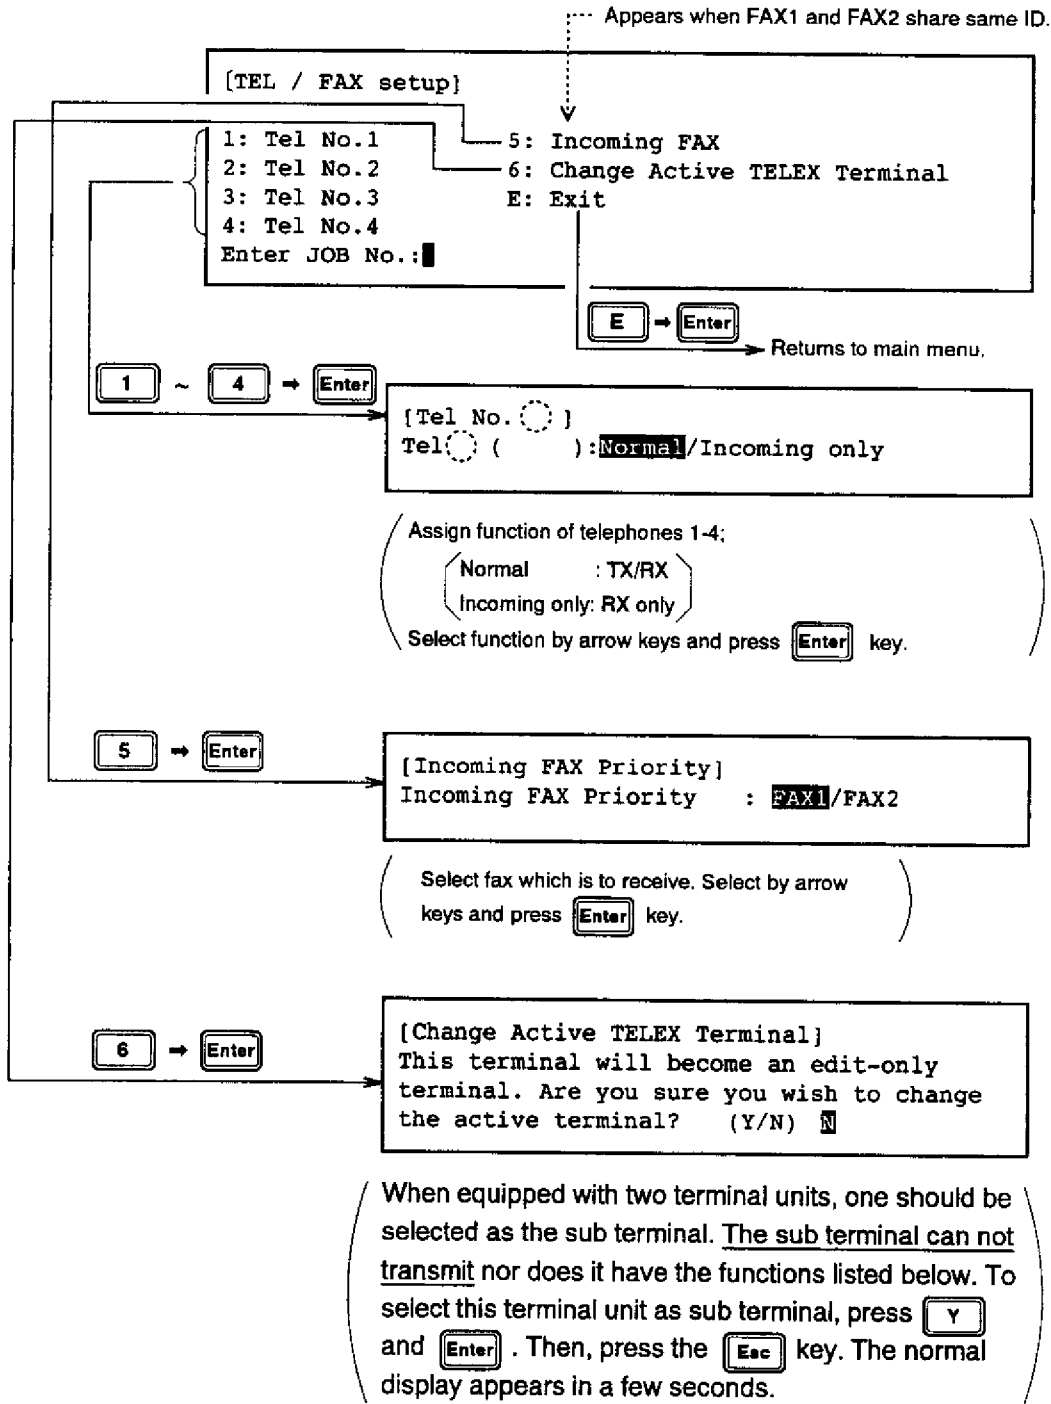 Appears when FAX1 and FAX2 share same ID.
[TEL / FAX setup]
1: Tel No.1
2: Tel No.2
3: Tel No.3
4: Tel No.4
Enter JOB No.:
5: Incoming FAX
6: Change Active TELEX Terminal
E: Exit
E ➡ Enter
Returns to main menu.
1 ~ 4 ➡ Enter
[Tel No. ]
Tel ( ):Normal/Incoming only
Assign function of telephones 1-4;
Normal : TX/RX
Incoming only: RX only
Select function by arrow keys and press Enter key.
5 ➡ Enter
[Incoming FAX Priority]
Incoming FAX Priority : FAX1/FAX2
Select fax which is to receive. Select by arrow
keys and press Enter key.
6 ➡ Enter
[Change Active TELEX Terminal]
This terminal will become an edit-only
terminal. Are you sure you wish to change
the active terminal? (Y/N) N
When equipped with two terminal units, one should be
selected as the sub terminal. The sub terminal can not
transmit nor does it have the functions listed below. To
select this terminal unit as sub terminal, press Y
and Enter . Then, press the Esc key. The normal
display appears in a few seconds.